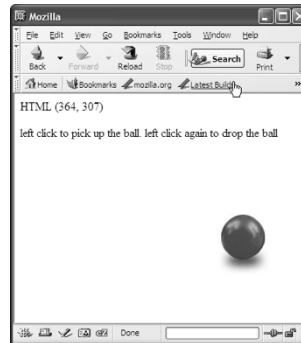 Mozilla
File Edit View Go Bookmarks Tools Window Help
Back Forward Reload Stop Search Print
Home Bookmarks mozilla.org Latest Builds
HTML (364, 307)
left click to pick up the ball. left click again to drop the ball
Done